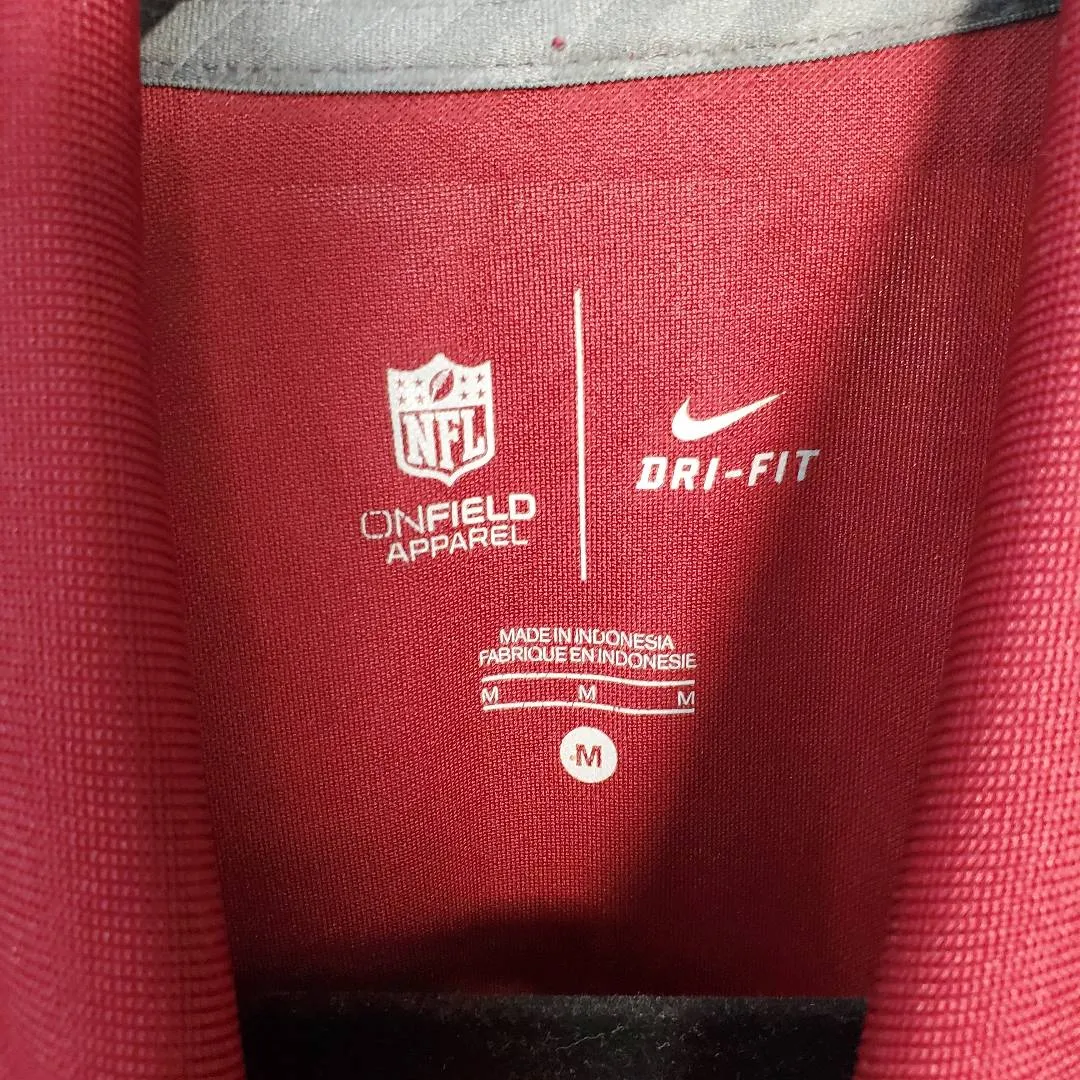 NFL
ONFIELD
APPAREL
DRI-FIT
MADE IN INDONESIA
FABRIQUE EN INDONESIE
M M M
M